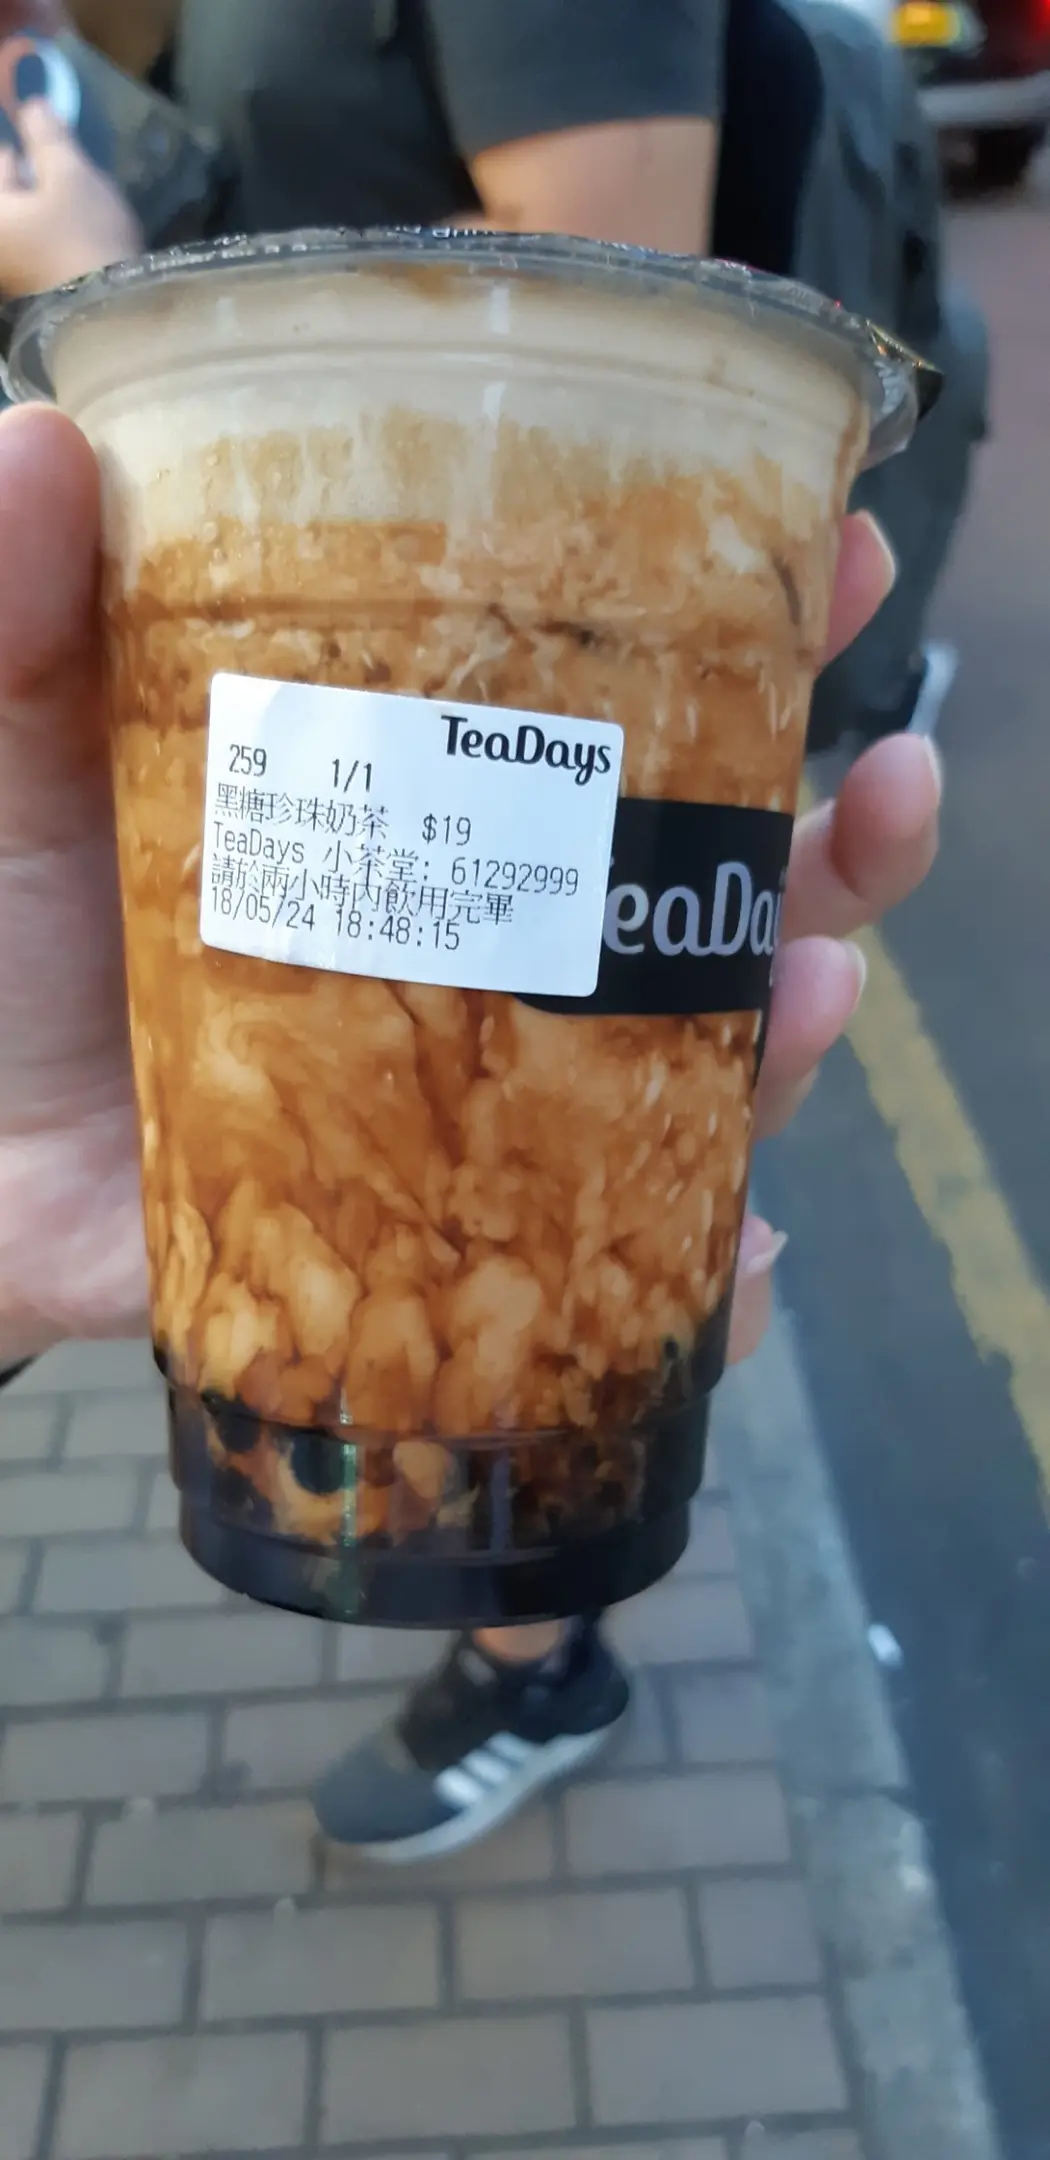 TeaDays
259 1/1
黑糖珍珠奶茶 $19
TeaDays 小茶堂: 61292999
請於兩小時內飲用完畢
18/05/24 18:48:15
eaDa